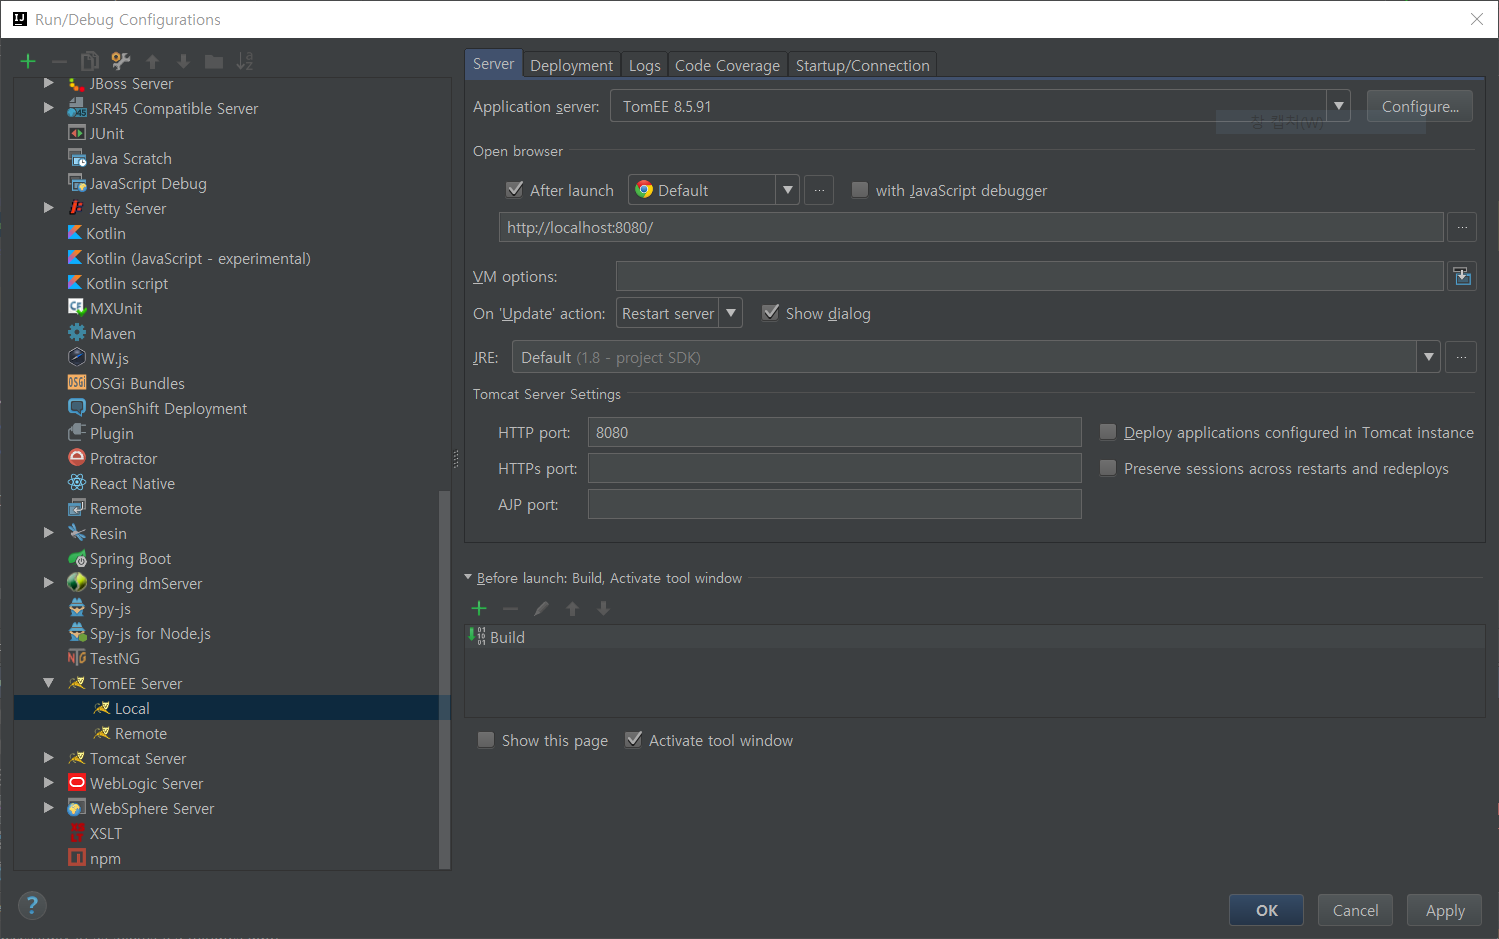 Run/Debug Configurations
JBoss Server
JSR45 Compatible Server
JUnit
Java Scratch
JavaScript Debug
Jetty Server
Kotlin
Kotlin (JavaScript - experimental)
Kotlin script
MXUnit
Maven
NW.js
OSGi Bundles
OpenShift Deployment
Plugin
Protractor
React Native
Remote
Resin
Spring Boot
Spring dmServer
Spy-js
Spy-js for Node.js
TestNG
TomEE Server
Local
Remote
Tomcat Server
WebLogic Server
WebSphere Server
XSLT
npm
Server Deployment Logs Code Coverage Startup/Connection
Application server: TomEE 8.5.91 Configure...
창 캡처(W)
Open browser
After launch Default ... with JavaScript debugger
http://localhost:8080/ ...
VM options:
On 'Update' action: Restart server Show dialog
JRE: Default (1.8 - project SDK) ...
Tomcat Server Settings
HTTP port: 8080 Deploy applications configured in Tomcat instance
HTTPs port: Preserve sessions across restarts and redeploys
AJP port:
Before launch: Build, Activate tool window
Build
Show this page Activate tool window
? OK Cancel Apply